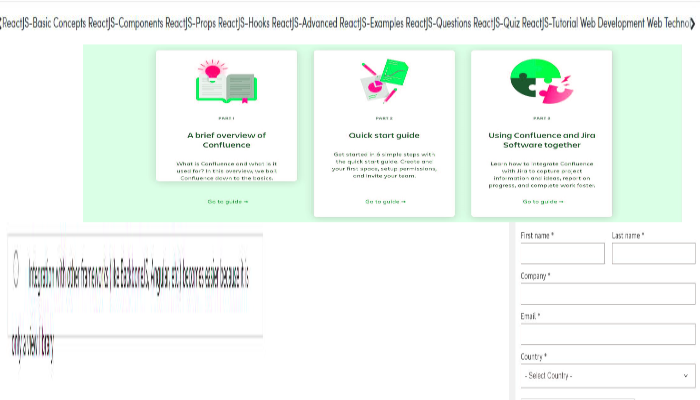 ReactJS-Basic Concepts ReactJS-Components ReactJS-Props ReactJS-Hooks ReactJS-Advanced ReactJS-Examples ReactJS-Questions ReactJS-Quiz ReactJS-Tutorial Web Development Web Techno
PART 1
A brief overview of
Confluence
What is Confluence and what is it
used for? In this overview, we boil
Confluence down to the basics.
Go to guide →
PART 2
Quick start guide
Get started in 6 simple steps with
the quick start guide. Create and
your first space, setup permissions,
and invite your team.
Go to guide →
PART 3
Using Confluence and Jira
Software together
Learn how to integrate Confluence
with Jira to capture project
information and ideas, report on
progress, and complete work faster.
Go to guide →
Integration with other frameworks ( like BackboneJS, Angular, etc ) becomes easier because it is
only a view library
First name * Last name *
Company *
Email *
Country *
- Select Country -